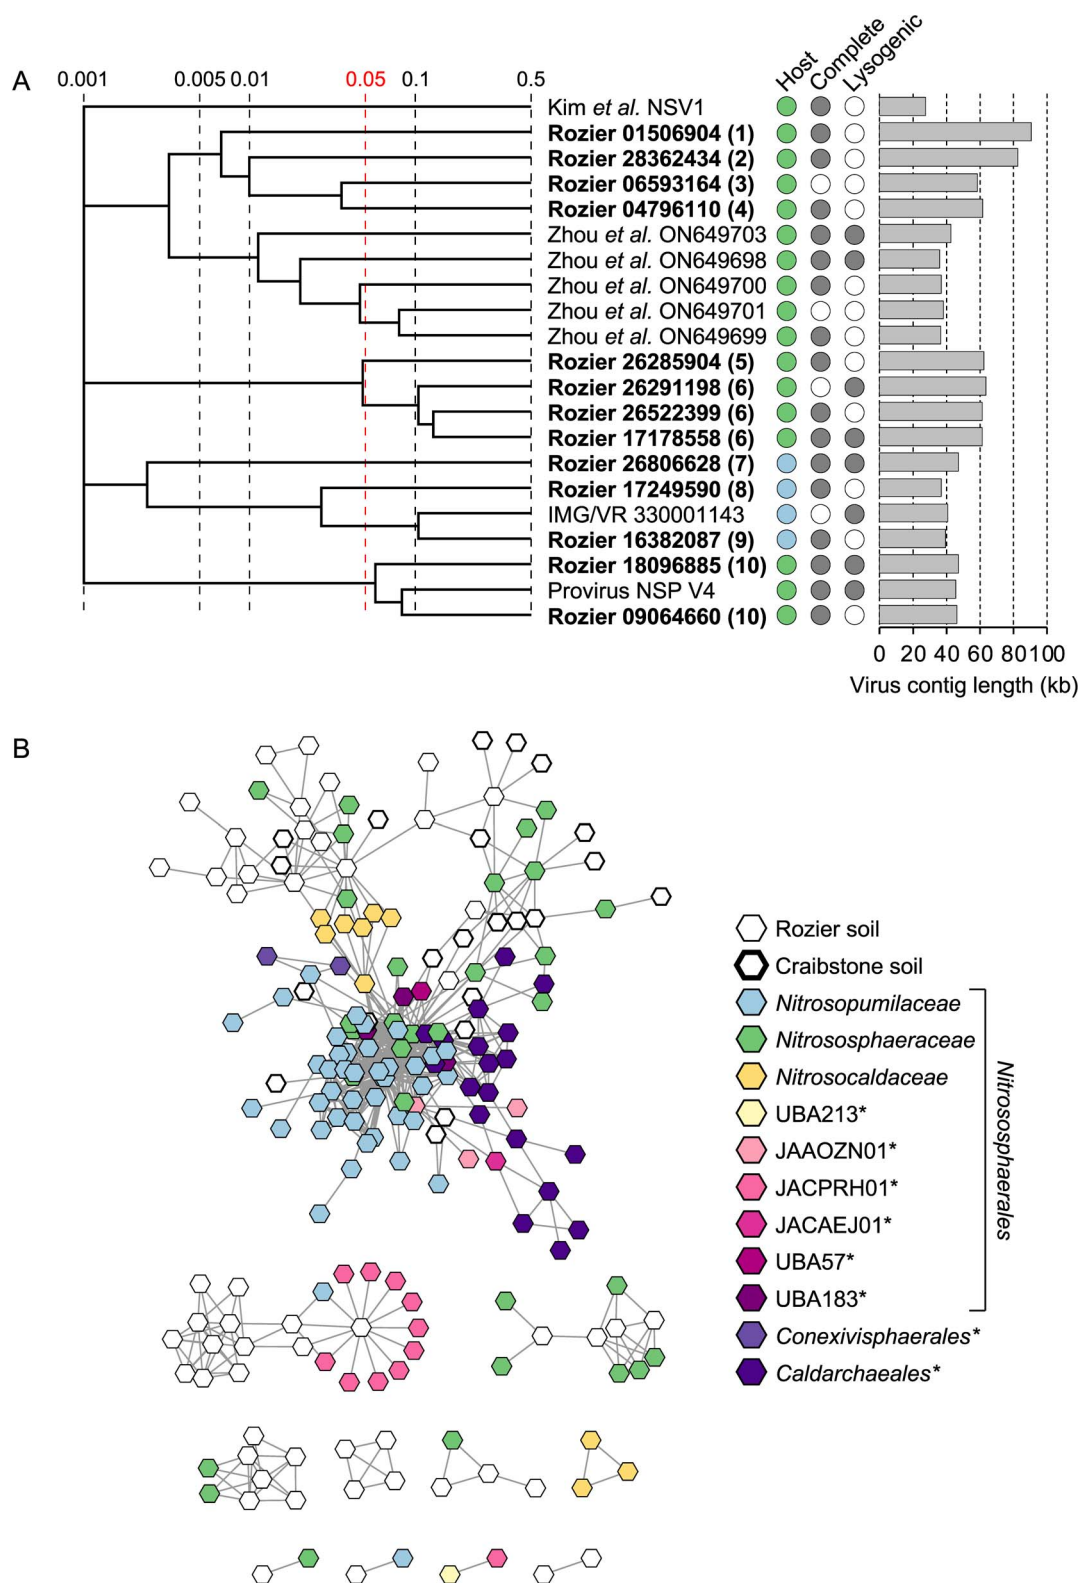 A
0.001 0.005 0.01 0.05 0.1 0.5
Host Complete Lysogenic
Kim et al. NSV1
Rozier 01506904 (1)
Rozier 28362434 (2)
Rozier 06593164 (3)
Rozier 04796110 (4)
Zhou et al. ON649703
Zhou et al. ON649698
Zhou et al. ON649700
Zhou et al. ON649701
Zhou et al. ON649699
Rozier 26285904 (5)
Rozier 26291198 (6)
Rozier 26522399 (6)
Rozier 17178558 (6)
Rozier 26806628 (7)
Rozier 17249590 (8)
IMG/VR 330001143
Rozier 16382087 (9)
Rozier 18096885 (10)
Provirus NSP V4
Rozier 09064660 (10)
0 20 40 60 80 100
Virus contig length (kb)
B
Rozier soil
Craibstone soil
Nitrosopumilaceae
Nitrososphaeraceae
Nitrosocaldaceae
UBA213*
JAAOZN01*
JACPRH01*
JACAEJ01*
UBA57*
UBA183*
Nitrososphaerales
Conexivisphaerales*
Caldarchaeales*